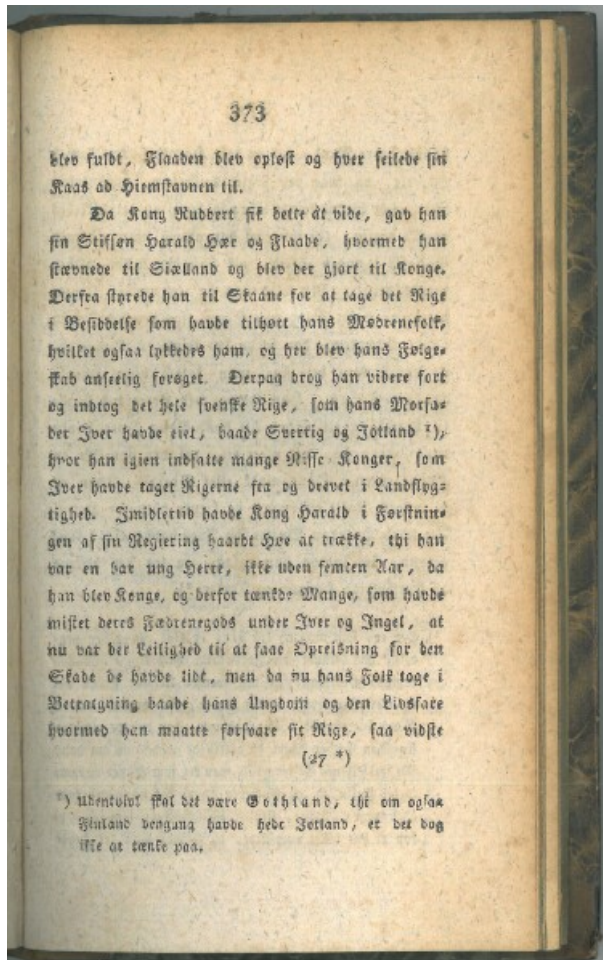 373
blev fuldt, Flaaden blev opløst og hver seilede sin
Kaas ad Hiemstavnen til.
Da Kong Rudbert fik dette at vide, gav han
sin Stifsøn Harald Hær og Flaade, hvormed han
stævnede til Siælland og blev der gjort til Konge.
Derfra styrede han til Skaane for at tage det Rige
i Besiddelse som havde tilhørt hans Mødrenefolk,
hvilket ogsaa lykkedes ham, og her blev hans Følge-
skab anseelig forøget. Derpaa drog han videre fort
og indtog det hele svenske Rige, som hans Morfa-
der Iver havde eiet, baade Sverrig og Jotland *),
hvor han igien indsatte mange Nisse Konger, som
Iver havde taget Rigerne fra og drevet i Landflyg-
tighed. Imidlertid havde Kong Harald i Førstnin-
gen af sin Regiering haardt Hoe at trække, thi han
var en bar ung Herre, ikke uden femten Aar, da
han blev Konge, og derfor tænkde Mange, som havde
mistet deres Fædrenegods under Iver og Ingel, at
nu var der Leilighed til at faae Opreisning for den
Skade de havde lidt, men da nu hans Folk toge i
Betragtning baade hans Ungdom og den Livsfare
hvormed han maatte forsvare sit Rige, saa vidste
(27 *)
*) Udentvivl skal det være Gothland, thi om ogsaa
Finland dengang havde hedt Jotland, er det dog
ikke at tænke paa.